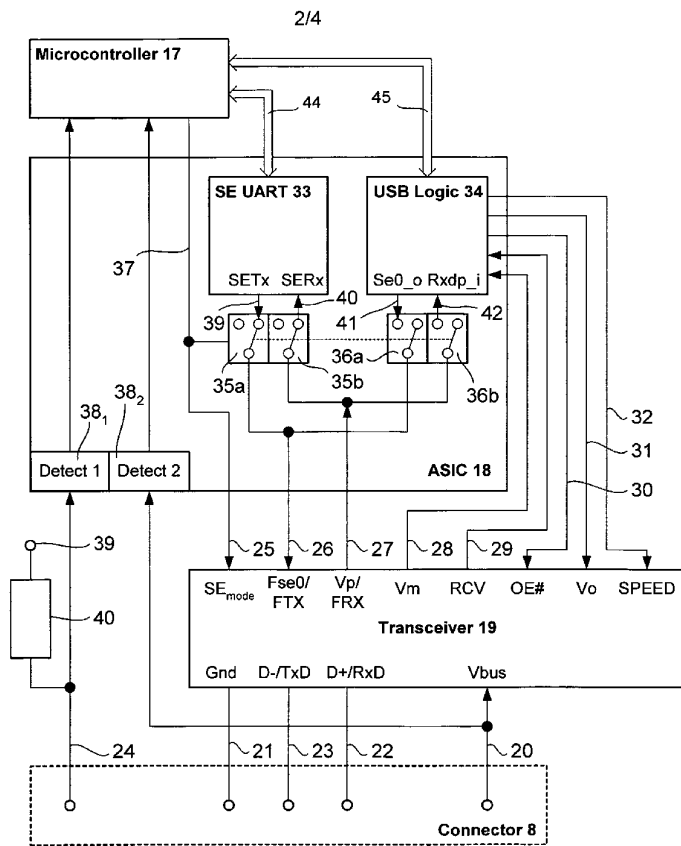 2/4
Microcontroller 17
44
45
SE UART 33
USB Logic 34
37
SETx SERx
Se0_o Rxdp_i
39
40
41
42
35a
35b
36a
36b
38₁
38₂
32
31
30
Detect 1
Detect 2
ASIC 18
39
25
26
27
28
29
40
SEmode
Fse0/
FTX
Vp/
FRX
Vm
RCV
OE#
Vo
SPEED
Transceiver 19
Gnd
D-/TxD
D+/RxD
Vbus
24
21
23
22
20
Connector 8